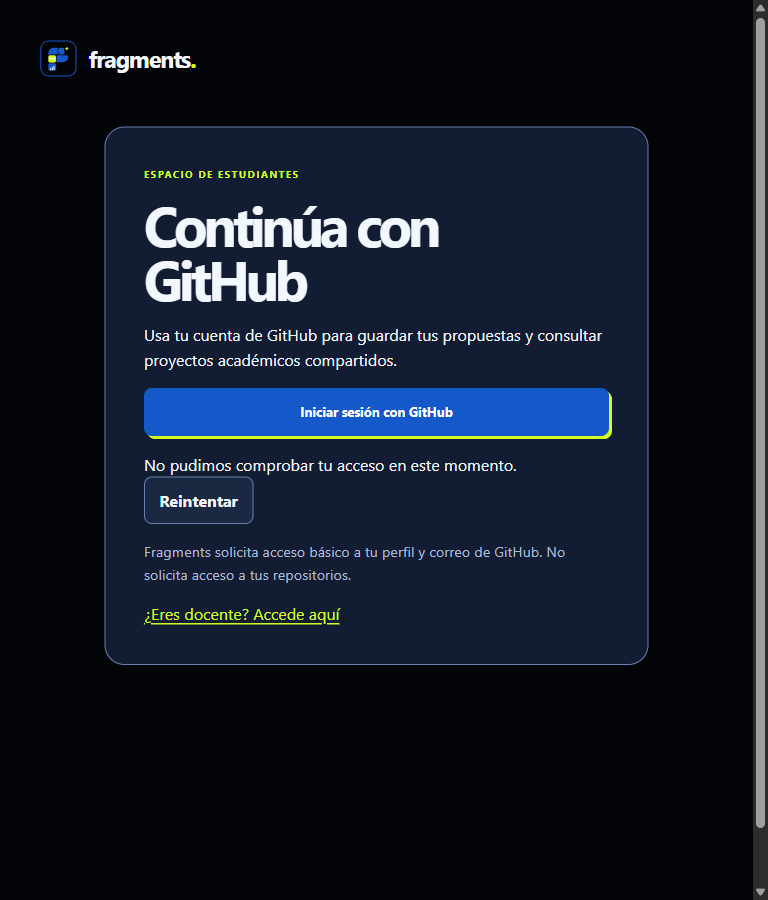 fragments.
ESPACIO DE ESTUDIANTES
Continúa con
GitHub
Usa tu cuenta de GitHub para guardar tus propuestas y consultar
proyectos académicos compartidos.
Iniciar sesión con GitHub
No pudimos comprobar tu acceso en este momento.
Reintentar
Fragments solicita acceso básico a tu perfil y correo de GitHub. No
solicita acceso a tus repositorios.
¿Eres docente? Accede aquí